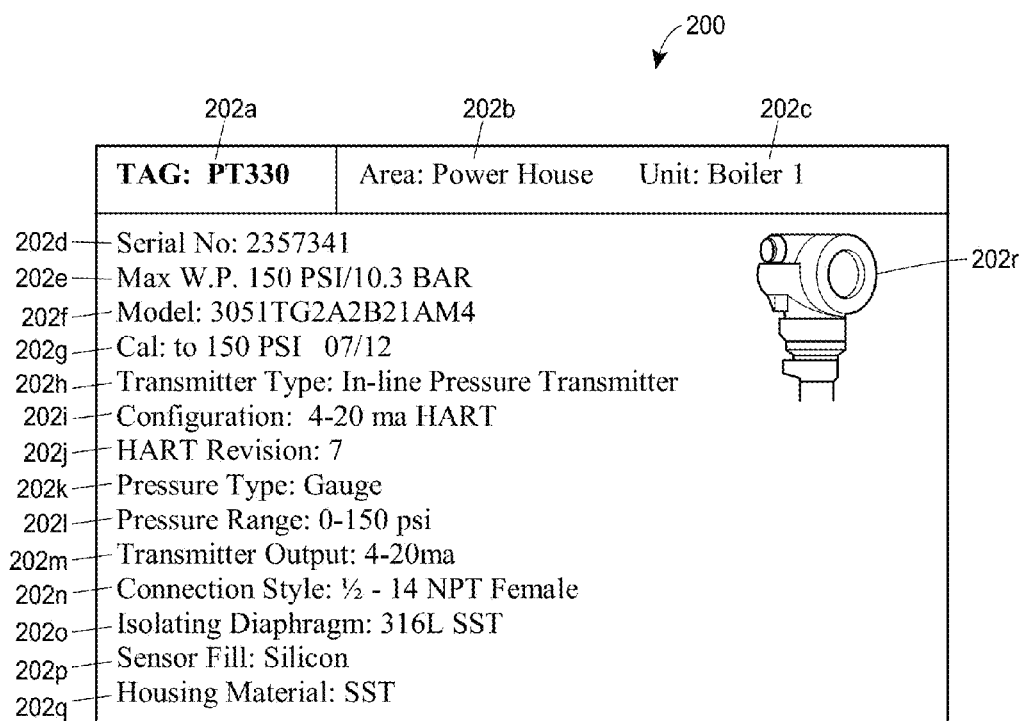 200
202a 202b 202c
TAG: PT330 Area: Power House Unit: Boiler 1
202d Serial No: 2357341
202r
202e Max W.P. 150 PSI/10.3 BAR
202f Model: 3051TG2A2B21AM4
202g Cal: to 150 PSI 07/12
202h Transmitter Type: In-line Pressure Transmitter
202i Configuration: 4-20 ma HART
202j HART Revision: 7
202k Pressure Type: Gauge
202l Pressure Range: 0-150 psi
202m Transmitter Output: 4-20ma
202n Connection Style: ½ - 14 NPT Female
202o Isolating Diaphragm: 316L SST
202p Sensor Fill: Silicon
202q Housing Material: SST